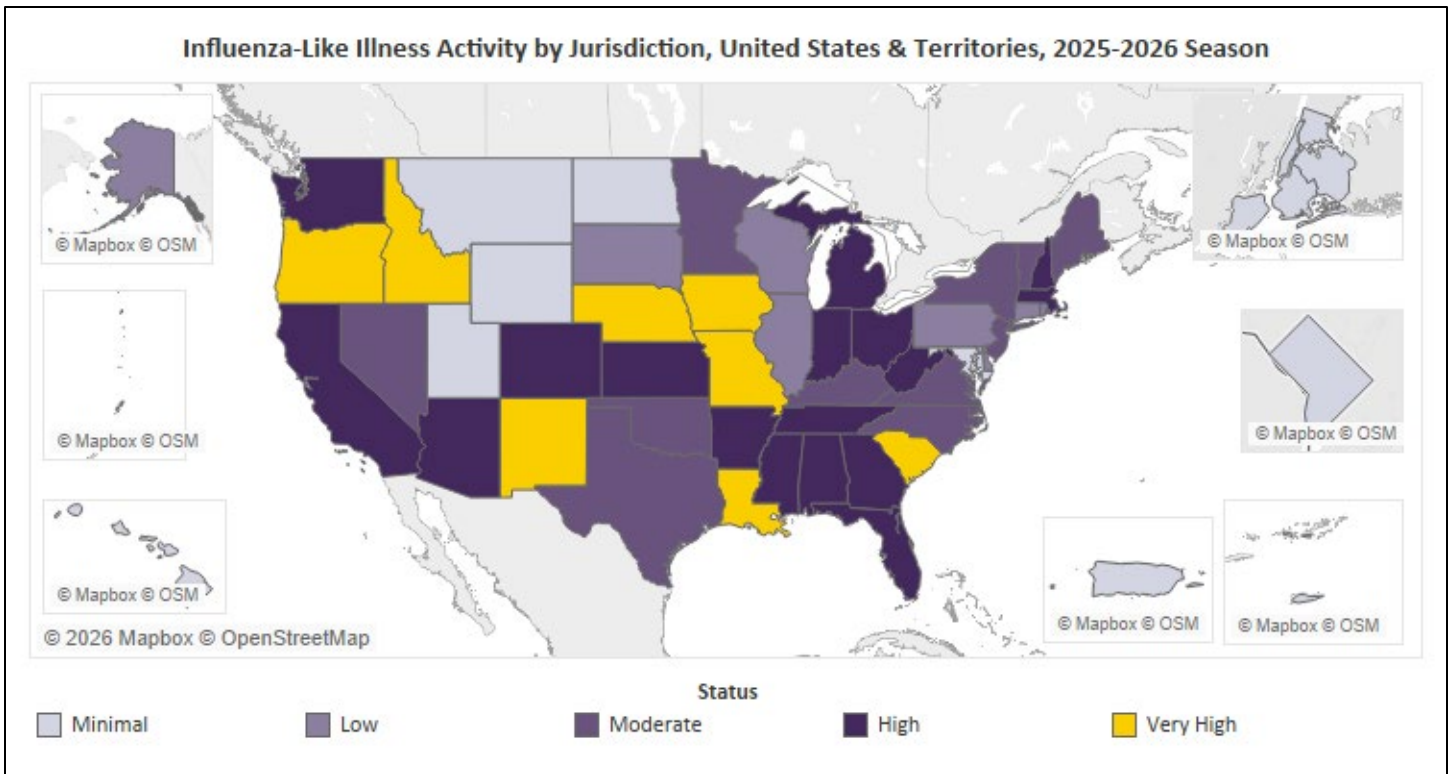 Influenza-Like Illness Activity by Jurisdiction, United States & Territories, 2025-2026 Season
© Mapbox © OSM
© Mapbox © OSM
© Mapbox © OSM
© Mapbox © OSM
© Mapbox © OSM
© Mapbox © OSM
© Mapbox © OSM
© 2026 Mapbox © OpenStreetMap
Status
Minimal
Low
Moderate
High
Very High